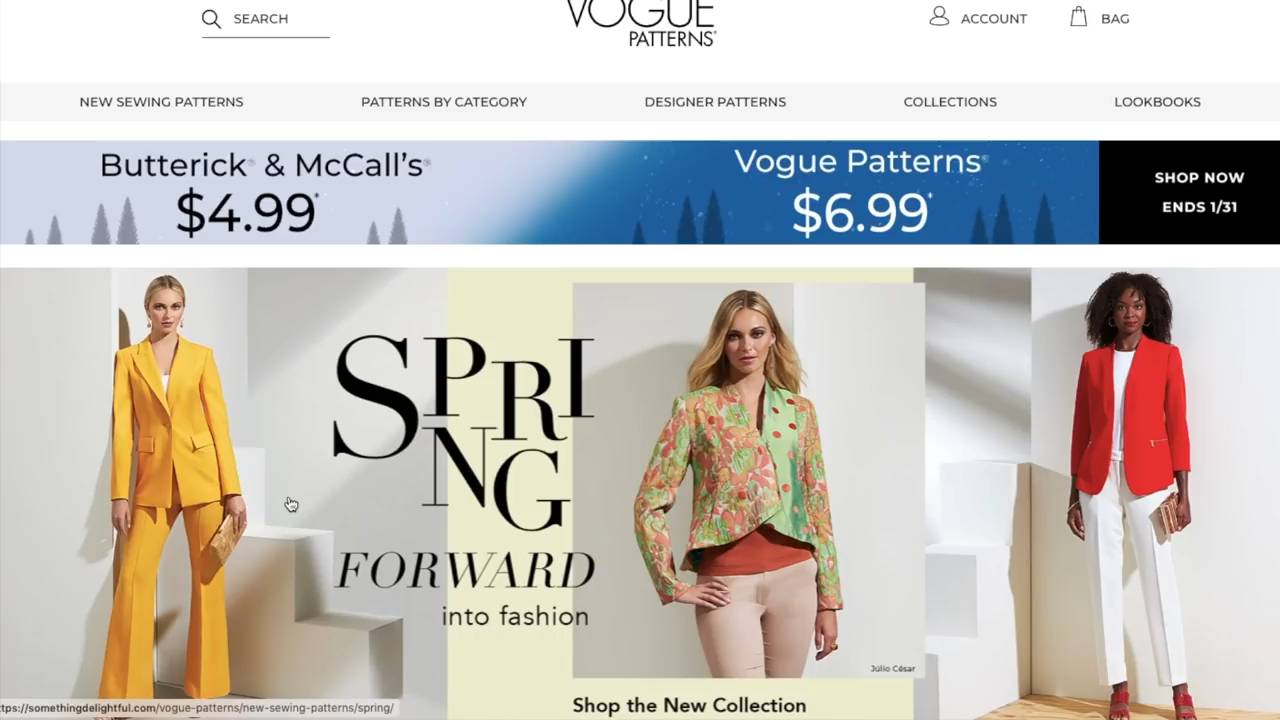 SEARCH
VOGUE
PATTERNS®
ACCOUNT
BAG
NEW SEWING PATTERNS
PATTERNS BY CATEGORY
DESIGNER PATTERNS
COLLECTIONS
LOOKBOOKS
Butterick® & McCall's®
$4.99*
Vogue Patterns®
$6.99*
SHOP NOW
ENDS 1/31
SPRI
NG
FORWARD
into fashion
Júlio César
Shop the New Collection
tps://somethingdelightful.com/vogue-patterns/new-sewing-patterns/spring/